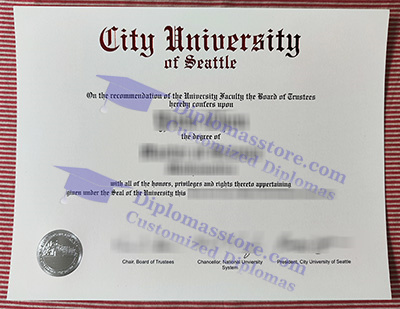 City University
of Seattle
On the recommendation of the University Faculty the Board of Trustees
hereby confers upon
the degree of
with all of the honors, privileges and rights thereto appertaining
given under the Seal of the University this
Diplomasstore.com
Customized Diplomas
Diplomasstore.com
Customized Diplomas
Chair, Board of Trustees
Chancellor, National University
System
President, City University of Seattle